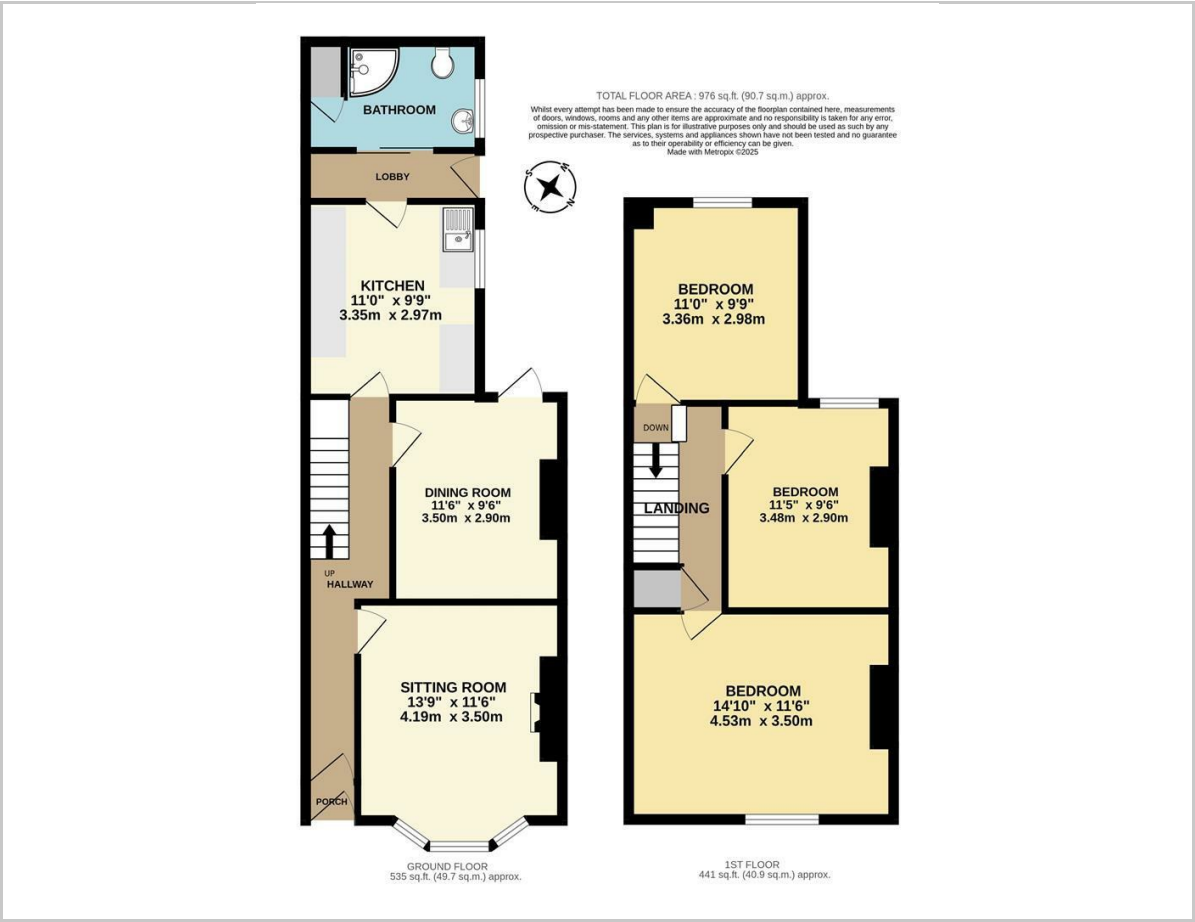 TOTAL FLOOR AREA : 976 sq.ft. (90.7 sq.m.) approx.
Whilst every attempt has been made to ensure the accuracy of the floorplan contained here, measurements
of doors, windows, rooms and any other items are approximate and no responsibility is taken for any error,
omission or mis-statement. This plan is for illustrative purposes only and should be used as such by any
prospective purchaser. The services, systems and appliances shown have not been tested and no guarantee
as to their operability or efficiency can be given.
Made with Metropix ©2025
BATHROOM
LOBBY
S
W
E
N
KITCHEN
11'0" x 9'9"
3.35m x 2.97m
DINING ROOM
11'6" x 9'6"
3.50m x 2.90m
UP
HALLWAY
SITTING ROOM
13'9" x 11'6"
4.19m x 3.50m
PORCH
GROUND FLOOR
535 sq.ft. (49.7 sq.m.) approx.
BEDROOM
11'0" x 9'9"
3.36m x 2.98m
DOWN
LANDING
BEDROOM
11'5" x 9'6"
3.48m x 2.90m
BEDROOM
14'10" x 11'6"
4.53m x 3.50m
1ST FLOOR
441 sq.ft. (40.9 sq.m.) approx.